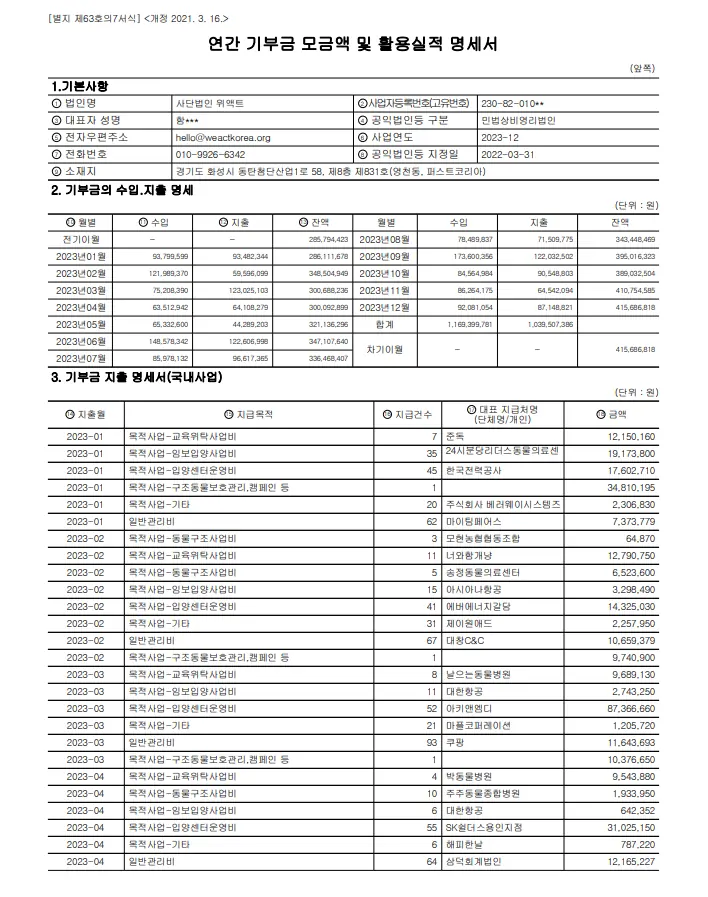 [별지 제63호의7서식] <개정 2021. 3. 16.>
연간 기부금 모금액 및 활용실적 명세서
(앞쪽)
1.기본사항
① 법인명 사단법인 위액트 ② 사업자등록번호(고유번호) 230-82-010**
③ 대표자 성명 함*** ④ 공익법인등 구분 민법상비영리법인
⑤ 전자우편주소 hello@weactkorea.org ⑥ 사업연도 2023-12
⑦ 전화번호 010-9926-6342 ⑧ 공익법인등 지정일 2022-03-31
⑨ 소재지 경기도 화성시 동탄첨단산업1로 58, 제8층 제831호(영천동, 퍼스트코리아)
2. 기부금의 수입.지출 명세
(단위 : 원)
⑩ 월별 ⑪ 수입 ⑫ 지출 ⑬ 잔액 월별 수입 지출 잔액
전기이월 - - 285,794,423 2023년08월 78,489,837 71,509,775 343,448,469
2023년01월 93,799,599 93,482,344 286,111,678 2023년09월 173,600,356 122,032,502 395,016,323
2023년02월 121,989,370 59,596,099 348,504,949 2023년10월 84,564,984 90,548,803 389,032,504
2023년03월 75,208,390 123,025,103 300,688,236 2023년11월 86,264,175 64,542,094 410,754,585
2023년04월 63,512,942 64,108,279 300,092,899 2023년12월 92,081,054 87,148,821 415,686,818
2023년05월 65,332,600 44,289,203 321,136,296 합계 1,169,399,781 1,039,507,386
2023년06월 148,578,342 122,606,998 347,107,640 차기이월 - - 415,686,818
2023년07월 85,978,132 96,617,365 336,468,407
3. 기부금 지출 명세서(국내사업)
(단위 : 원)
⑭ 지출월 ⑮ 지급목적 ⑯ 지급건수 ⑰ 대표 지급처명 (단체명/개인) ⑱ 금액
2023-01 목적사업-교육위탁사업비 7 준독 12,150,160
2023-01 목적사업-임보입양사업비 35 24시분당리더스동물의료센 19,173,800
2023-01 목적사업-입양센터운영비 45 한국전력공사 17,602,710
2023-01 목적사업-구조동물보호관리,캠페인 등 1 34,810,195
2023-01 목적사업-기타 20 주식회사 베러웨이시스템즈 2,306,830
2023-01 일반관리비 62 마이팀페어스 7,373,779
2023-02 목적사업-동물구조사업비 3 모현농협협동조합 64,870
2023-02 목적사업-교육위탁사업비 11 너와함개냥 12,790,750
2023-02 목적사업-동물구조사업비 5 송정동물의료센터 6,523,600
2023-02 목적사업-임보입양사업비 15 아시아나항공 3,298,490
2023-02 목적사업-입양센터운영비 41 에버에너지갈담 14,325,030
2023-02 목적사업-기타 31 제이원애드 2,257,950
2023-02 일반관리비 67 대창C&C 10,659,379
2023-02 목적사업-구조동물보호관리,캠페인 등 1 9,740,900
2023-03 목적사업-교육위탁사업비 8 날으는동물병원 9,689,130
2023-03 목적사업-임보입양사업비 11 대한항공 2,743,250
2023-03 목적사업-입양센터운영비 52 아키앤엠디 87,366,660
2023-03 목적사업-기타 21 마플코퍼레이션 1,205,720
2023-03 일반관리비 93 쿠팡 11,643,693
2023-03 목적사업-구조동물보호관리,캠페인 등 1 10,376,650
2023-04 목적사업-교육위탁사업비 4 박동물병원 9,543,880
2023-04 목적사업-동물구조사업비 10 주주동물종합병원 1,933,950
2023-04 목적사업-임보입양사업비 6 대한항공 642,352
2023-04 목적사업-입양센터운영비 55 SK쉴더스용인지점 31,025,150
2023-04 목적사업-기타 6 해피한날 787,220
2023-04 일반관리비 64 삼덕회계법인 12,165,227